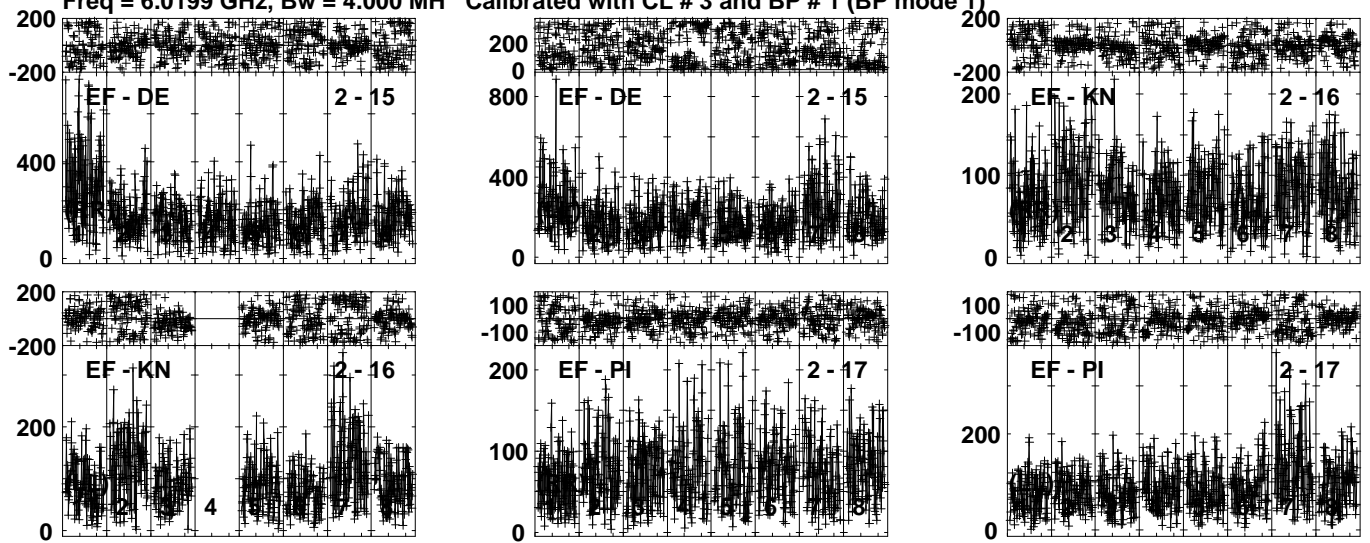 Freq = 6.0199 GHz, Bw = 4.000 MH Calibrated with CL # 3 and BP # 1 (BP mode 1)
200
-200
EF - DE 2 - 15
400
0
200
0
800
EF - DE 2 - 15
400
0
200
-200
200
EF - KN 2 - 16
100
0
2 3 4 5 6 7 8
200
-200
EF - KN 2 - 16
200
0
2 4 7
100
-100
200
EF - PI 2 - 17
100
0
2 3 4 5 6 7 8
100
-100
EF - PI 2 - 17
200
0